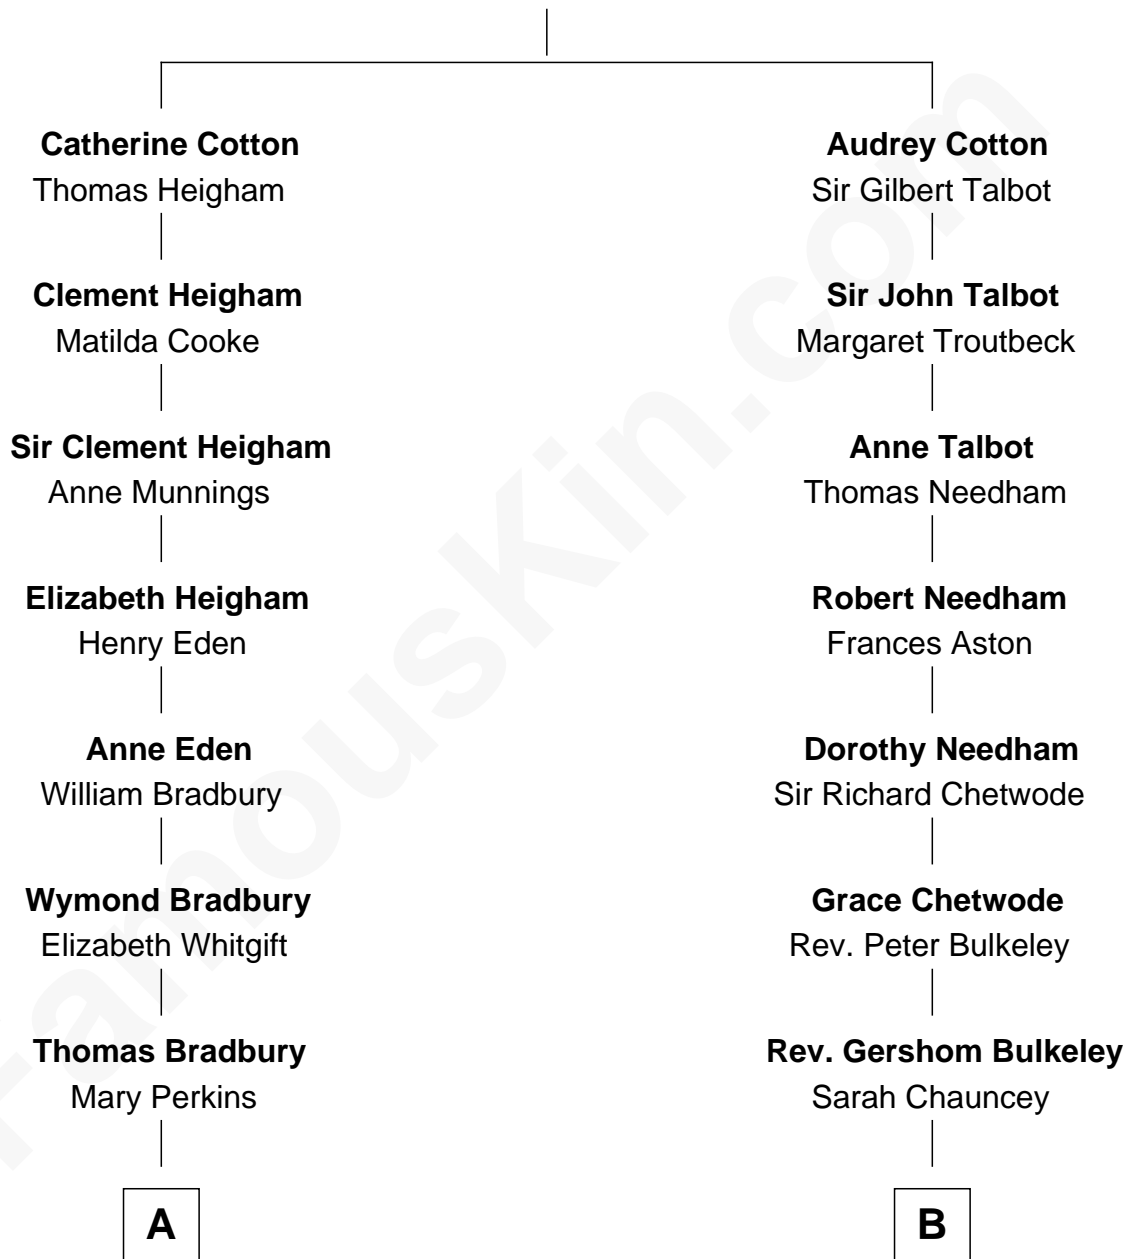 Catherine Cotton
Thomas Heigham
Clement Heigham
Matilda Cooke
Sir Clement Heigham
Anne Munnings
Elizabeth Heigham
Henry Eden
Anne Eden
William Bradbury
Wymond Bradbury
Elizabeth Whitgift
Thomas Bradbury
Mary Perkins
A
Audrey Cotton
Sir Gilbert Talbot
Sir John Talbot
Margaret Troutbeck
Anne Talbot
Thomas Needham
Robert Needham
Frances Aston
Dorothy Needham
Sir Richard Chetwode
Grace Chetwode
Rev. Peter Bulkeley
Rev. Gershom Bulkeley
Sarah Chauncey
B
FamousKin.com